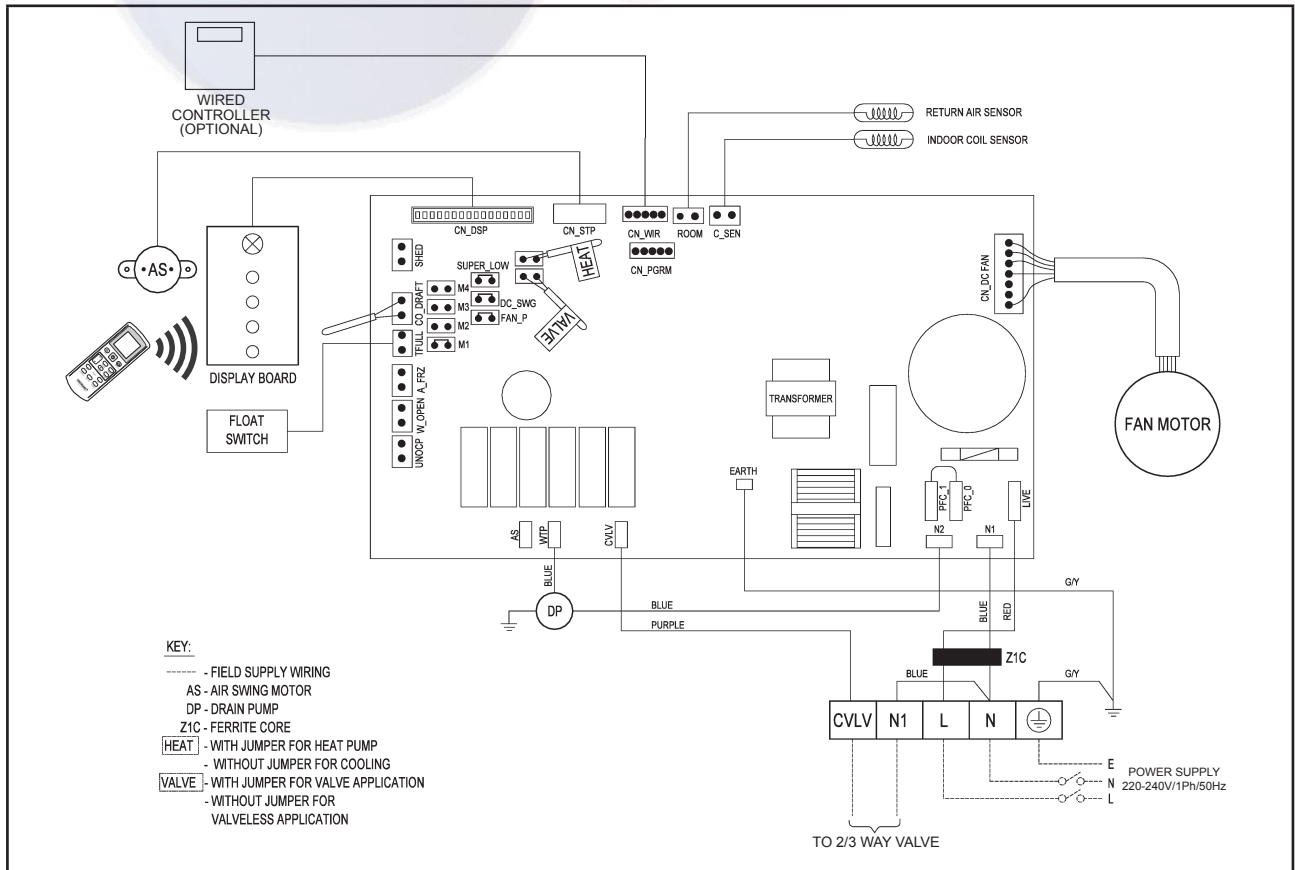 WIRED
CONTROLLER
(OPTIONAL)
RETURN AIR SENSOR
INDOOR COIL SENSOR
CN_DSP
CN_STP
CN_WIR
ROOM
C_SEN
CN_PGRM
SHED
SUPER_LOW
HEAT
CN_DC FAN
AS
CO_DRAFT
M4
M3
DC_SWG
M2
FAN_P
VALVE
TFULL
M1
DISPLAY BOARD
A_FRZ
TRANSFORMER
FLOAT
SWITCH
W_OPEN
FAN MOTOR
UNOCP
EARTH
PFC_1
PFC_0
LIVE
AS
WTP
CVLV
N2
N1
BLUE
G/Y
DP
BLUE
BLUE
RED
PURPLE
Z1C
BLUE
G/Y
CVLV
N1
L
N
E
N
L
POWER SUPPLY
220-240V/1Ph/50Hz
TO 2/3 WAY VALVE
KEY:
------ - FIELD SUPPLY WIRING
AS - AIR SWING MOTOR
DP - DRAIN PUMP
Z1C - FERRITE CORE
HEAT - WITH JUMPER FOR HEAT PUMP
- WITHOUT JUMPER FOR COOLING
VALVE - WITH JUMPER FOR VALVE APPLICATION
- WITHOUT JUMPER FOR
VALVELESS APPLICATION